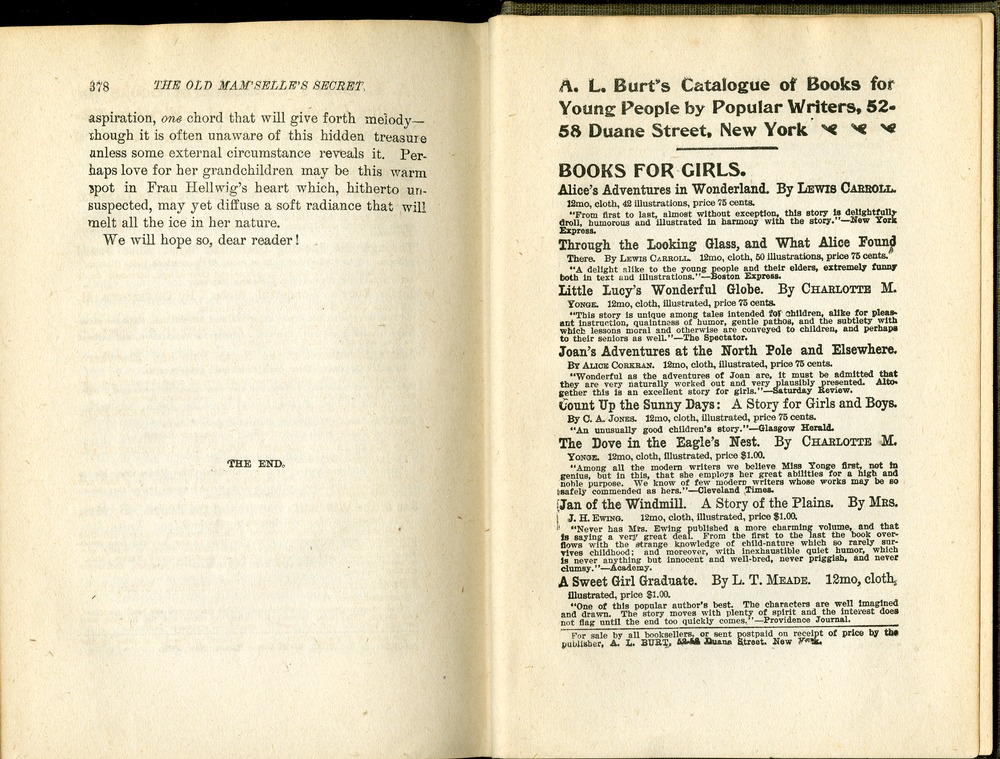 378 THE OLD MAM'SELLE'S SECRET.
aspiration, one chord that will give forth melody—
though it is often unaware of this hidden treasure
unless some external circumstance reveals it. Per-
haps love for her grandchildren may be this warm
spot in Frau Hellwig's heart which, hitherto un-
suspected, may yet diffuse a soft radiance that will
melt all the ice in her nature.
We will hope so, dear reader!
THE END.
A. L. Burt's Catalogue of Books for
Young People by Popular Writers, 52-
58 Duane Street, New York
BOOKS FOR GIRLS.
Alice's Adventures in Wonderland. By LEWIS CARROLL.
12mo, cloth, 42 illustrations, price 75 cents.
"From first to last, almost without exception, this story is delightfully
droll, humorous and illustrated in harmony with the story."—New York
Express.
Through the Looking Glass, and What Alice Found
There. By LEWIS CARROLL. 12mo, cloth, 50 illustrations, price 75 cents.
"A delight alike to the young people and their elders, extremely funny
both in text and illustrations."—Boston Express.
Little Lucy's Wonderful Globe. By CHARLOTTE M.
YONGE. 12mo, cloth, illustrated, price 75 cents.
"This story is unique among tales intended for children, alike for pleas-
ant instruction, quaintness of humor, gentle pathos, and the subtlety with
which lessons moral and otherwise are conveyed to children, and perhaps
to their seniors as well."—The Spectator.
Joan's Adventures at the North Pole and Elsewhere.
BY ALICE CORKRAN. 12mo, cloth, illustrated, price 75 cents.
"Wonderful as the adventures of Joan are, it must be admitted that
they are very naturally worked out and very plausibly presented. Alto-
gether this is an excellent story for girls."—Saturday Review.
Count Up the Sunny Days: A Story for Girls and Boys.
By C. A. JONES. 12mo, cloth, illustrated, price 75 cents.
"An unusually good children's story."—Glasgow Herald.
The Dove in the Eagle's Nest. By CHARLOTTE M.
YONGE. 12mo, cloth, illustrated, price $1.00.
"Among all the modern writers we believe Miss Yonge first, not in
genius, but in this, that she employs her great abilities for a high and
noble purpose. We know of few modern writers whose works may be so
safely commended as hers."—Cleveland Times.
Jan of the Windmill. A Story of the Plains. By MRS.
J. H. EWING. 12mo, cloth, illustrated, price $1.00.
"Never has Mrs. Ewing published a more charming volume, and that
is saying a very great deal. From the first to the last the book over-
flows with the strange knowledge of child-nature which so rarely sur-
vives childhood; and moreover, with inexhaustible quiet humor, which
is never anything but innocent and well-bred, never priggish, and never
clumsy."—Academy.
A Sweet Girl Graduate. By L. T. MEADE. 12mo, cloth,
illustrated, price $1.00.
"One of this popular author's best. The characters are well imagined
and drawn. The story moves with plenty of spirit and the interest does
not flag until the end too quickly comes."—Providence Journal.
For sale by all booksellers, or sent postpaid on receipt of price by the
publisher, A. L. BURT, 52-58 Duane Street, New York.